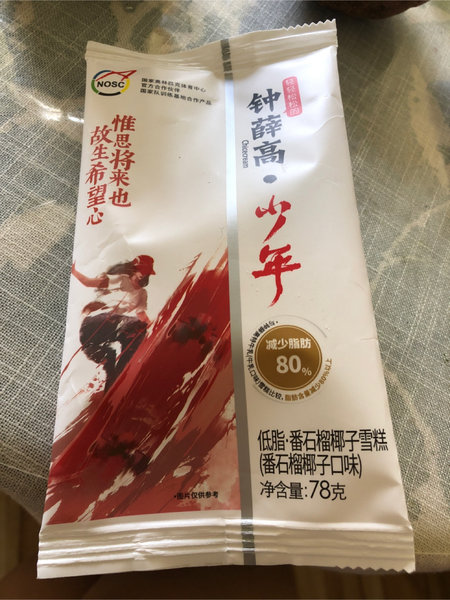 NOSC
国家奥林匹克体育中心
官方合作伙伴
国家队训练基地合作产品
惟思将来也
故生希望心
轻轻松松的
钟薛高·
Chicecream
少年
减少脂肪
80%
低脂·番石榴椰子雪糕
(番石榴椰子口味)
净含量:78克
•图片仅供参考